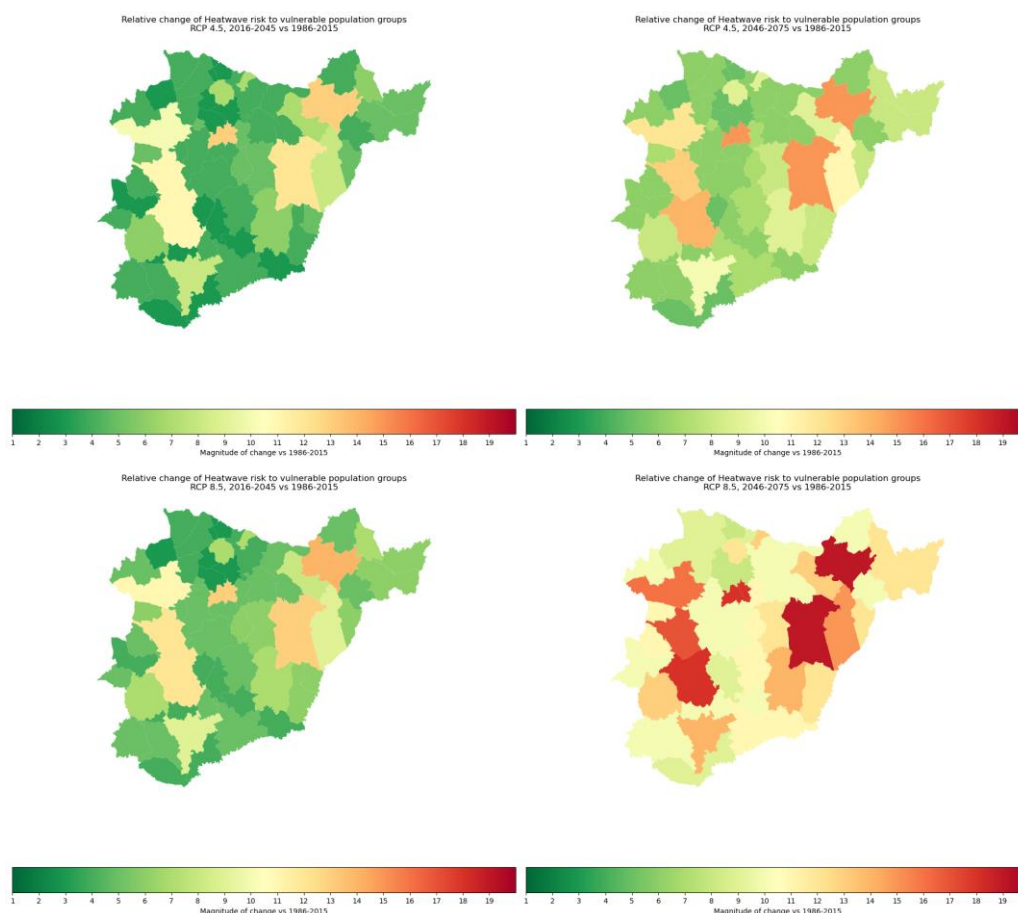 Relative change of Heatwave risk to vulnerable population groups
RCP 4.5, 2016-2045 vs 1986-2015
1 2 3 4 5 6 7 8 9 10 11 12 13 14 15 16 17 18 19
Magnitude of change vs 1986-2015
Relative change of Heatwave risk to vulnerable population groups
RCP 4.5, 2046-2075 vs 1986-2015
1 2 3 4 5 6 7 8 9 10 11 12 13 14 15 16 17 18 19
Magnitude of change vs 1986-2015
Relative change of Heatwave risk to vulnerable population groups
RCP 8.5, 2016-2045 vs 1986-2015
1 2 3 4 5 6 7 8 9 10 11 12 13 14 15 16 17 18 19
Magnitude of change vs 1986-2015
Relative change of Heatwave risk to vulnerable population groups
RCP 8.5, 2046-2075 vs 1986-2015
1 2 3 4 5 6 7 8 9 10 11 12 13 14 15 16 17 18 19
Magnitude of change vs 1986-2015